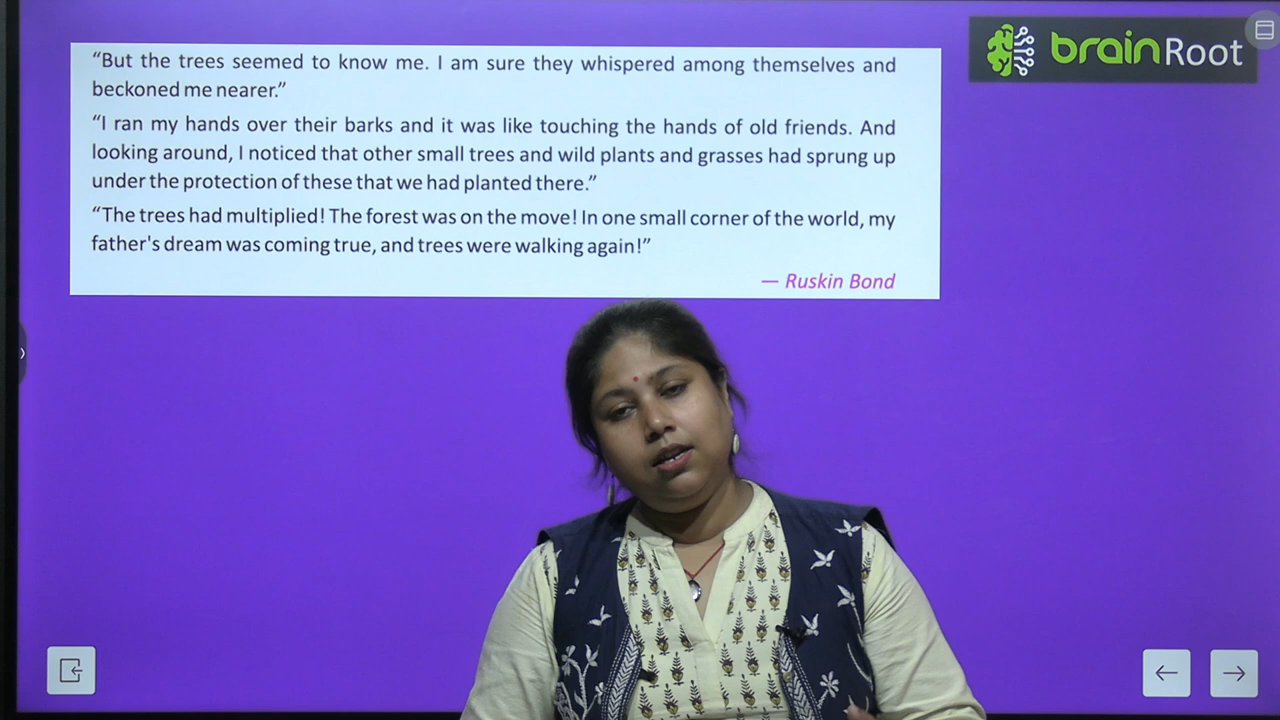 brainRoot
“But the trees seemed to know me. I am sure they whispered among themselves and
beckoned me nearer.”
“I ran my hands over their barks and it was like touching the hands of old friends. And
looking around, I noticed that other small trees and wild plants and grasses had sprung up
under the protection of these that we had planted there.”
“The trees had multiplied! The forest was on the move! In one small corner of the world, my
father's dream was coming true, and trees were walking again!”
— Ruskin Bond